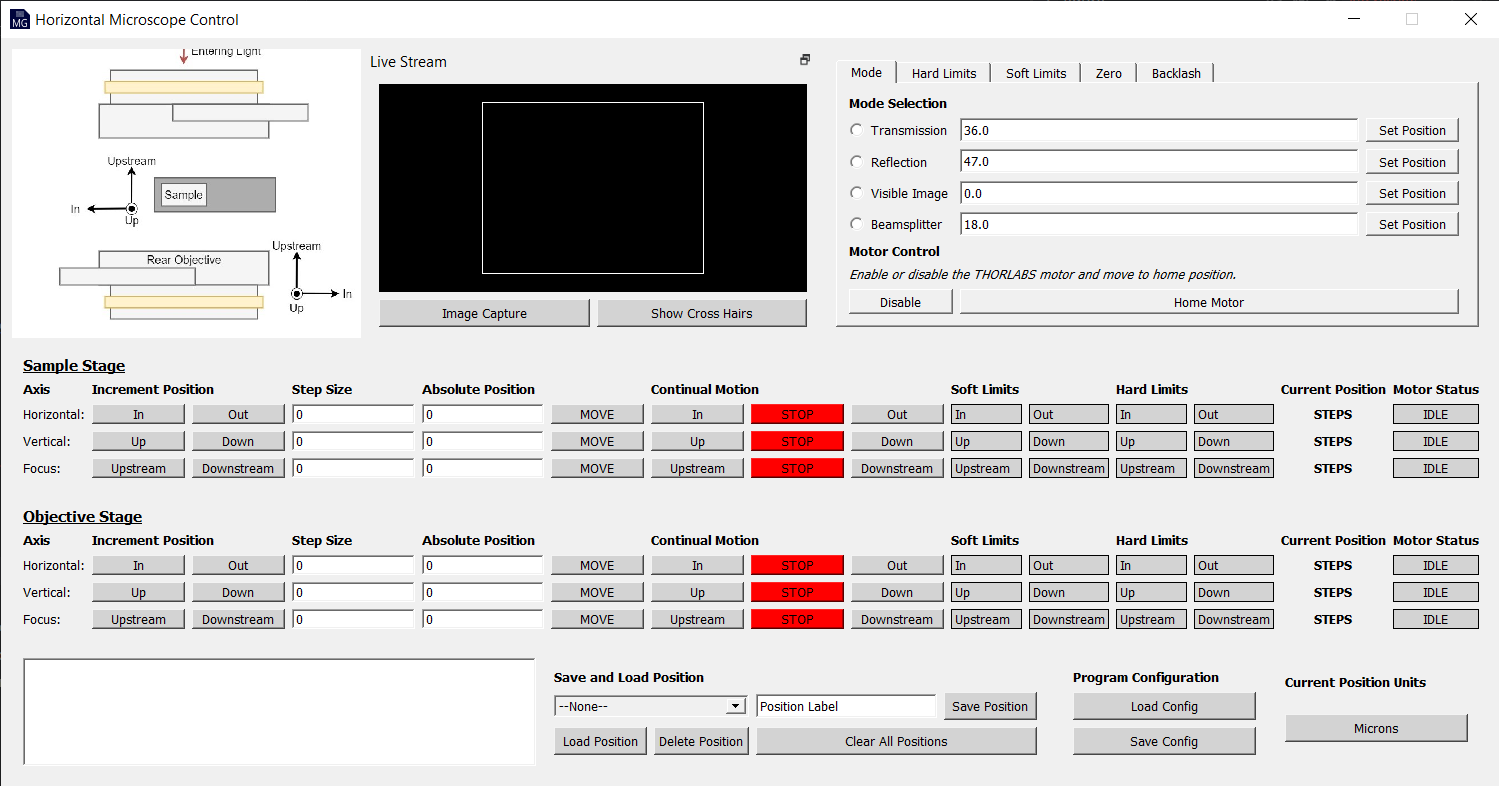 MG Horizontal Microscope Control
Entering Light
Upstream
Sample
In
Up
Upstream
Rear Objective
In
Up
Live Stream
Image Capture Show Cross Hairs
Mode Hard Limits Soft Limits Zero Backlash
Mode Selection
Transmission 36.0 Set Position
Reflection 47.0 Set Position
Visible Image 0.0 Set Position
Beamsplitter 18.0 Set Position
Motor Control
Enable or disable the THORLABS motor and move to home position.
Disable Home Motor
Sample Stage
Axis Increment Position Step Size Absolute Position Continual Motion Soft Limits Hard Limits Current Position Motor Status
Horizontal: In Out 0 0 MOVE In STOP Out In Out In Out STEPS IDLE
Vertical: Up Down 0 0 MOVE Up STOP Down Up Down Up Down STEPS IDLE
Focus: Upstream Downstream 0 0 MOVE Upstream STOP Downstream Upstream Downstream Upstream Downstream STEPS IDLE
Objective Stage
Axis Increment Position Step Size Absolute Position Continual Motion Soft Limits Hard Limits Current Position Motor Status
Horizontal: In Out 0 0 MOVE In STOP Out In Out In Out STEPS IDLE
Vertical: Up Down 0 0 MOVE Up STOP Down Up Down Up Down STEPS IDLE
Focus: Upstream Downstream 0 0 MOVE Upstream STOP Downstream Upstream Downstream Upstream Downstream STEPS IDLE
Save and Load Position
--None-- Position Label Save Position
Load Position Delete Position Clear All Positions
Program Configuration
Load Config
Save Config
Current Position Units
Microns